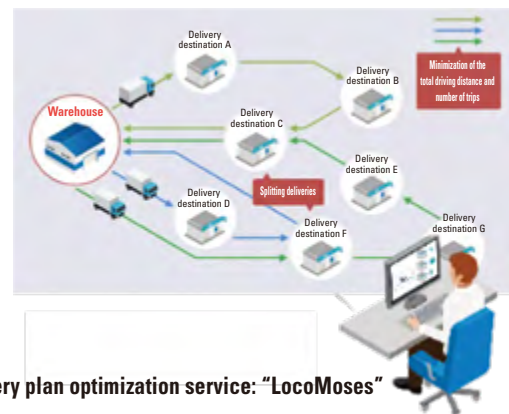 Delivery
destination A
Minimization of the
total driving distance and
number of trips
Delivery
destination B
Warehouse
Delivery
destination C
Delivery
destination E
Splitting deliveries
Delivery
destination D
Delivery
destination F
Delivery
destination G
ery plan optimization service: “LocoMoses”